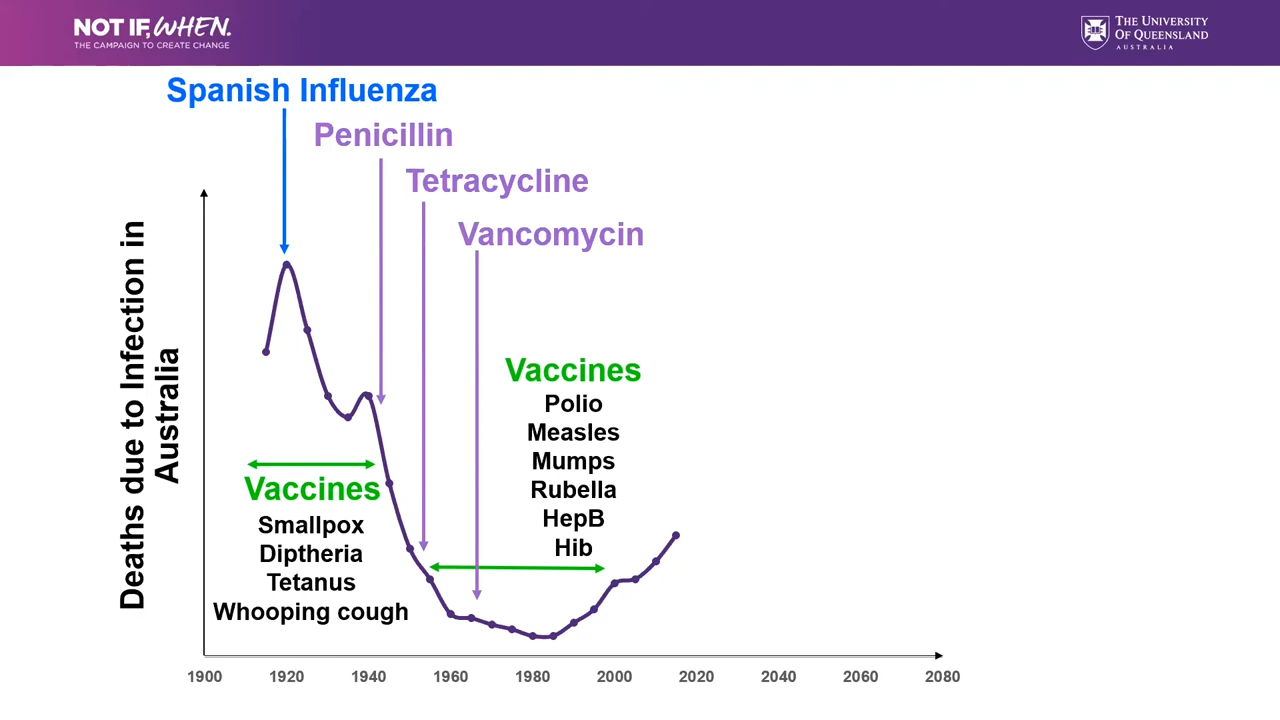 NOT IF, WHEN.
THE CAMPAIGN TO CREATE CHANGE
THE UNIVERSITY
OF QUEENSLAND
AUSTRALIA
Spanish Influenza
Penicillin
Tetracycline
Vancomycin
Deaths due to Infection in
Australia
Vaccines
Polio
Measles
Mumps
Rubella
HepB
Hib
Vaccines
Smallpox
Diptheria
Tetanus
Whooping cough
1900 1920 1940 1960 1980 2000 2020 2040 2060 2080